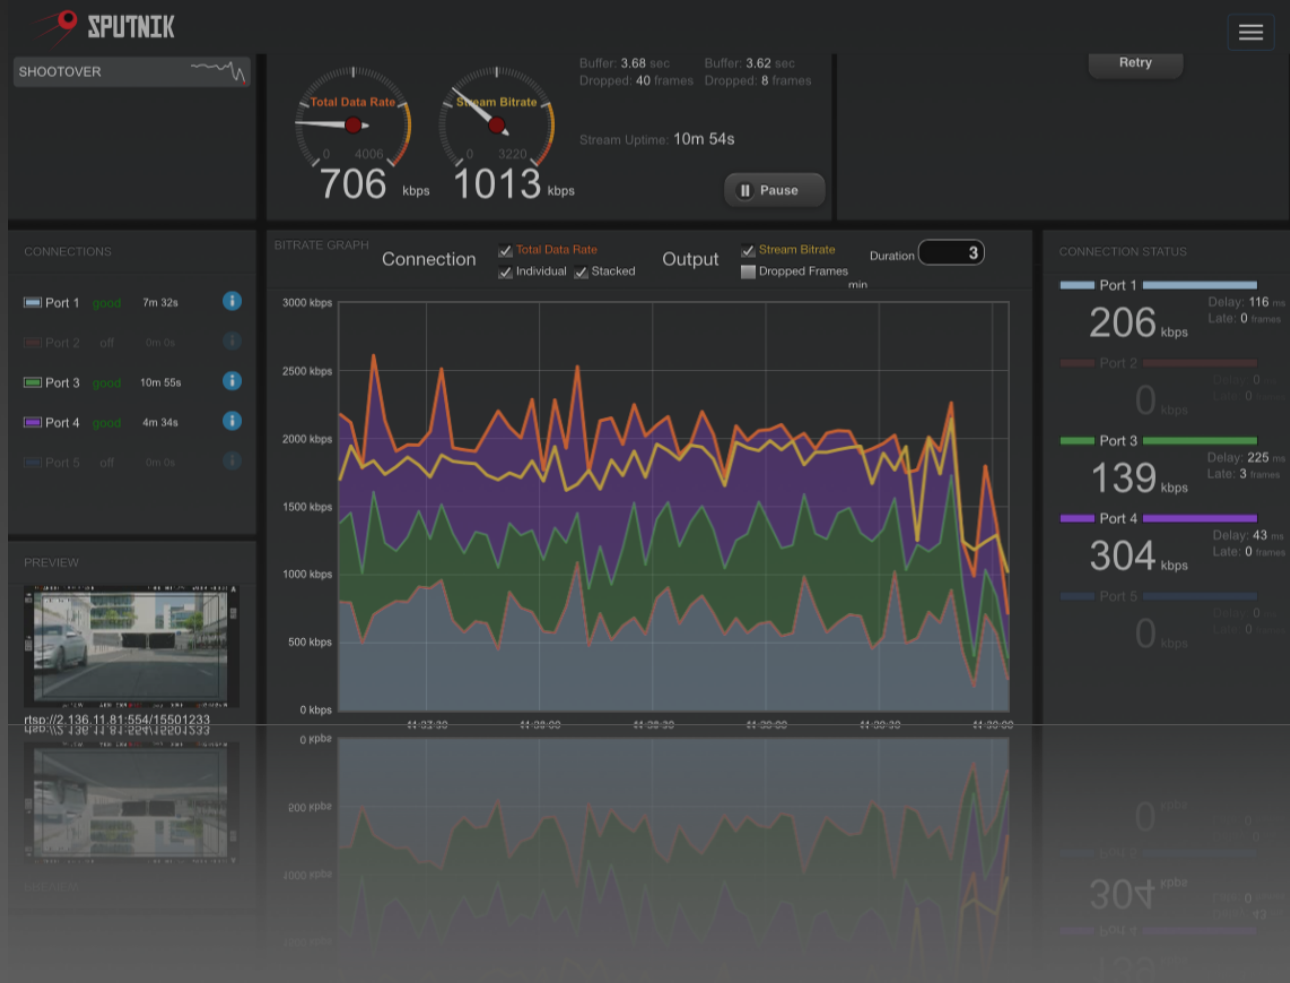 SPUTNIK
SHOOTOVER
Total Data Rate
0 4006
706 kbps
Stream Bitrate
0 3220
1013 kbps
Buffer: 3.68 sec
Dropped: 40 frames
Buffer: 3.62 sec
Dropped: 8 frames
Stream Uptime: 10m 54s
Pause
Retry
CONNECTIONS
Port 1 good 7m 32s
Port 2 off 0m 0s
Port 3 good 10m 55s
Port 4 good 4m 34s
Port 5 off 0m 0s
PREVIEW
rtsp://2.136.11.81:554/15501233
BITRATE GRAPH
Connection
Total Data Rate
Individual Stacked
Output
Stream Bitrate
Dropped Frames
Duration 3
min
3000 kbps
2500 kbps
2000 kbps
1500 kbps
1000 kbps
500 kbps
0 kbps
CONNECTION STATUS
Port 1
206 kbps
Delay: 116 ms
Late: 0 frames
Port 2
0 kbps
Delay: 0 ms
Late: 0 frames
Port 3
139 kbps
Delay: 225 ms
Late: 3 frames
Port 4
304 kbps
Delay: 43 ms
Late: 0 frames
Port 5
0 kbps
Delay: 0 ms
Late: 0 frames